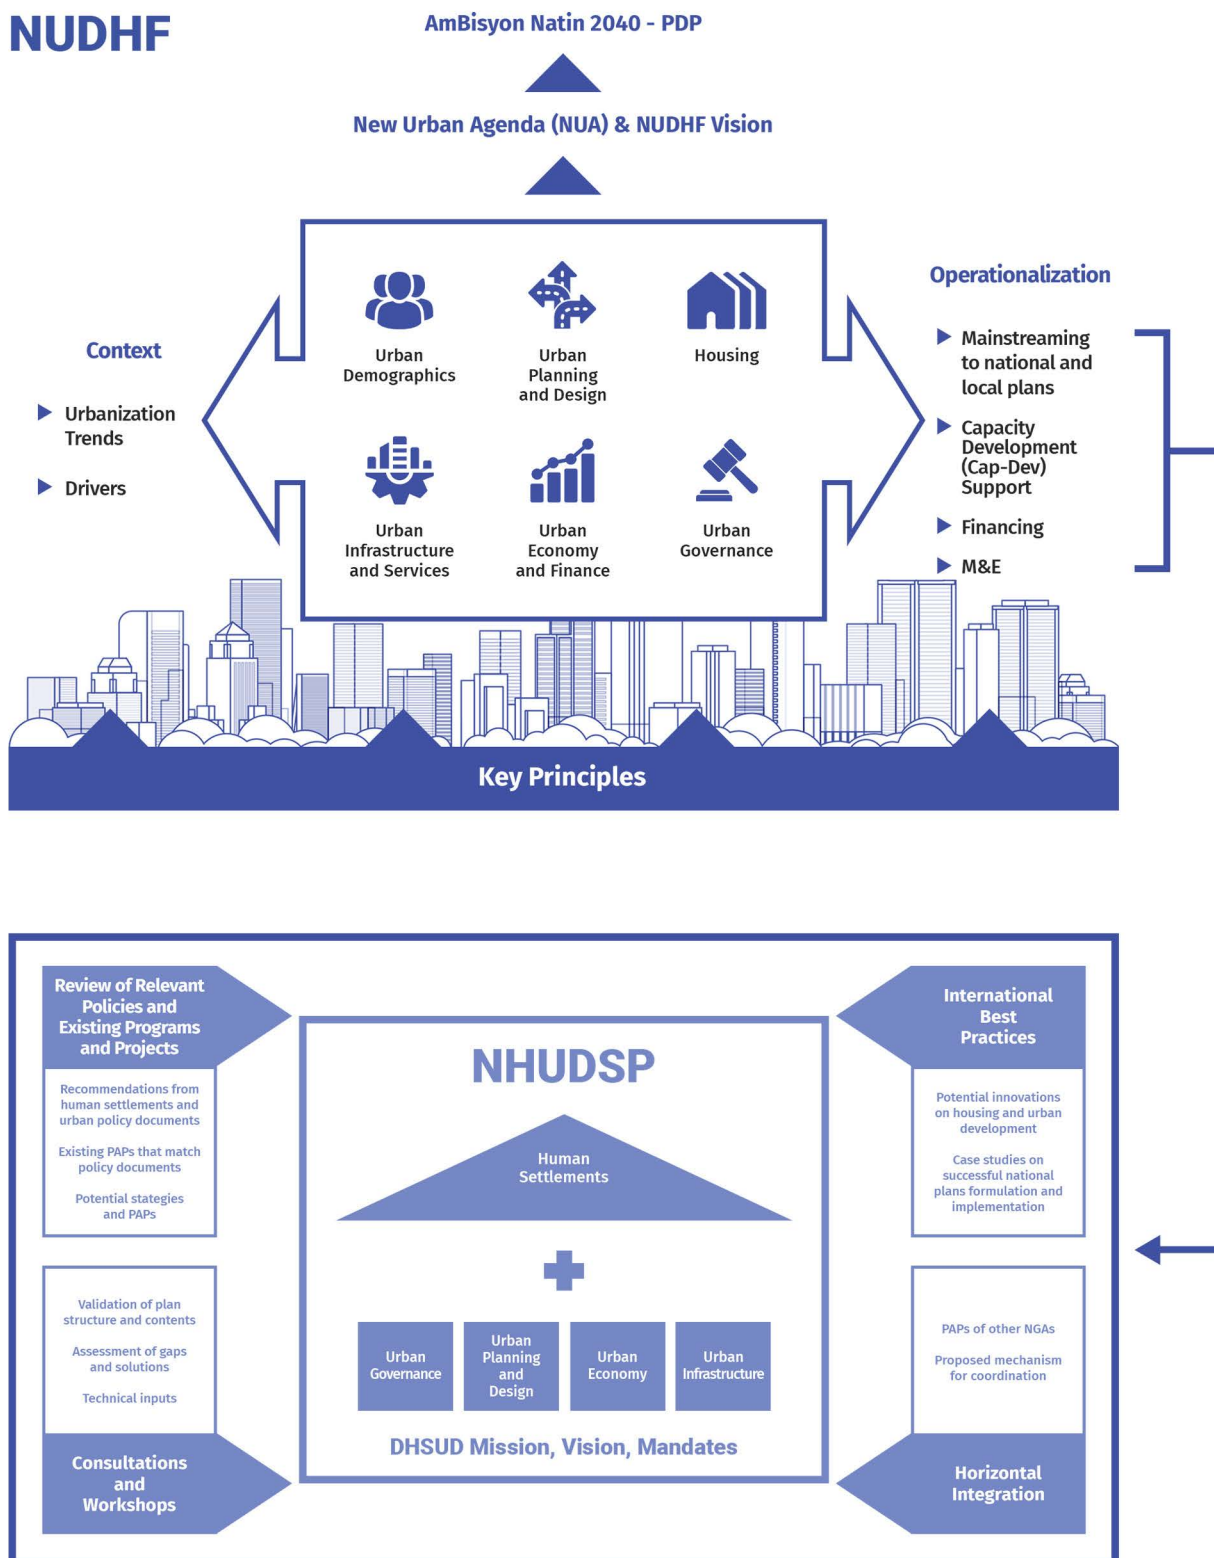 NUDHF
AmBisyon Natin 2040 - PDP
New Urban Agenda (NUA) & NUDHF Vision
Context
Urbanization
Trends
Drivers
Urban
Demographics
Urban
Planning
and Design
Housing
Urban
Infrastructure
and Services
Urban
Economy
and Finance
Urban
Governance
Operationalization
Mainstreaming
to national and
local plans
Capacity
Development
(Cap-Dev)
Support
Financing
M&E
Key Principles
Review of Relevant
Policies and
Existing Programs
and Projects
Recommendations from
human settlements and
urban policy documents
Existing PAPs that match
policy documents
Potential stategies
and PAPs
Validation of plan
structure and contents
Assessment of gaps
and solutions
Technical inputs
Consultations
and
Workshops
NHUDSP
Human
Settlements
Urban
Governance
Urban
Planning
and
Design
Urban
Economy
Urban
Infrastructure
DHSUD Mission, Vision, Mandates
International
Best
Practices
Potential innovations
on housing and urban
development
Case studies on
successful national
plans formulation and
implementation
PAPs of other NGAs
Proposed mechanism
for coordination
Horizontal
Integration